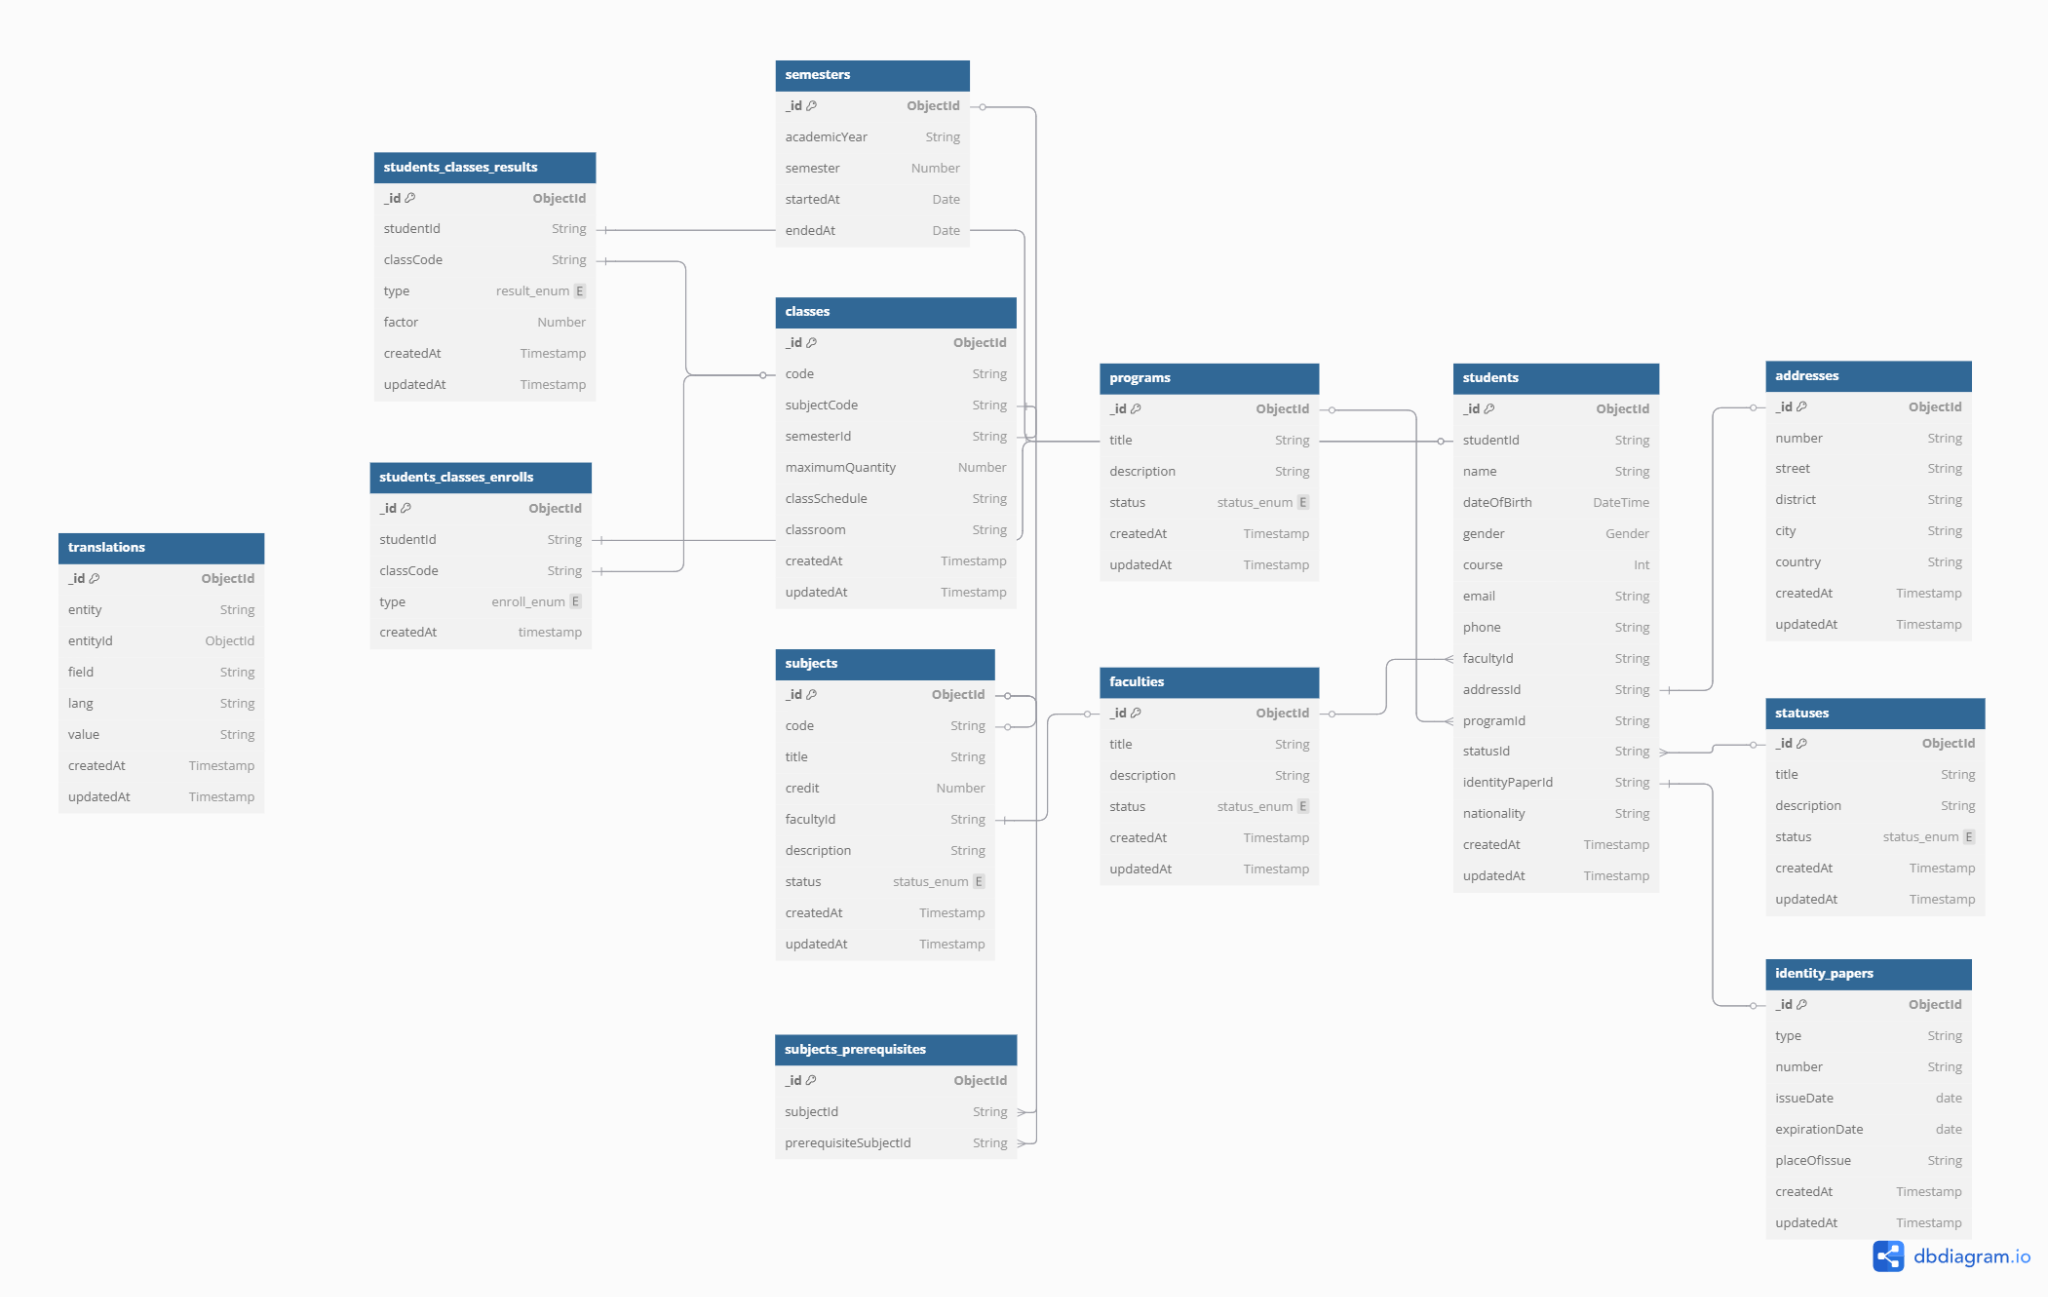 semesters
_id ObjectId
academicYear String
semester Number
startedAt Date
endedAt Date
students_classes_results
_id ObjectId
studentId String
classCode String
type result_enum E
factor Number
createdAt Timestamp
updatedAt Timestamp
classes
_id ObjectId
code String
subjectCode String
semesterId String
maximumQuantity Number
classSchedule String
classroom String
createdAt Timestamp
updatedAt Timestamp
students_classes_enrolls
_id ObjectId
studentId String
classCode String
type enroll_enum E
createdAt timestamp
translations
_id ObjectId
entity String
entityId ObjectId
field String
lang String
value String
createdAt Timestamp
updatedAt Timestamp
subjects
_id ObjectId
code String
title String
credit Number
facultyId String
description String
status status_enum E
createdAt Timestamp
updatedAt Timestamp
subjects_prerequisites
_id ObjectId
subjectId String
prerequisiteSubjectId String
programs
_id ObjectId
title String
description String
status status_enum E
createdAt Timestamp
updatedAt Timestamp
faculties
_id ObjectId
title String
description String
status status_enum E
createdAt Timestamp
updatedAt Timestamp
students
_id ObjectId
studentId String
name String
dateOfBirth DateTime
gender Gender
course Int
email String
phone String
facultyId String
addressId String
programId String
statusId String
identityPaperId String
nationality String
createdAt Timestamp
updatedAt Timestamp
addresses
_id ObjectId
number String
street String
district String
city String
country String
createdAt Timestamp
updatedAt Timestamp
statuses
_id ObjectId
title String
description String
status status_enum E
createdAt Timestamp
updatedAt Timestamp
identity_papers
_id ObjectId
type String
number String
issueDate date
expirationDate date
placeOfIssue String
createdAt Timestamp
updatedAt Timestamp
dbdiagram.io